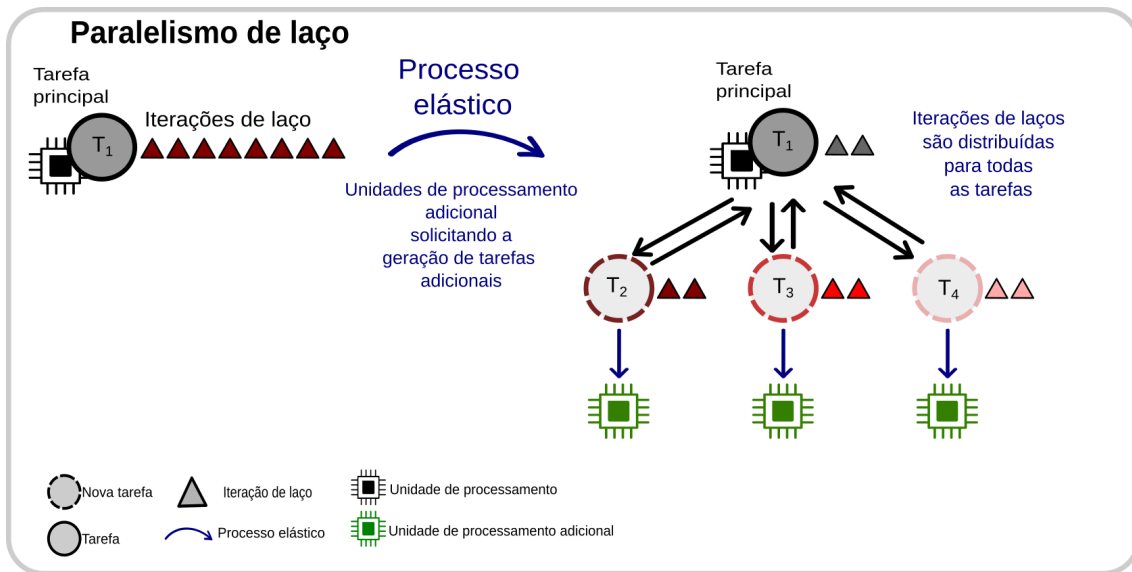 Paralelismo de laço
Tarefa
principal
T1
Iterações de laço
Processo
elástico
Unidades de processamento
adicional
solicitando a
geração de tarefas
adicionais
Tarefa
principal
T1
Iterações de laços
são distribuídas
para todas
as tarefas
T2
T3
T4
Nova tarefa
Iteração de laço
Unidade de processamento
Tarefa
Processo elástico
Unidade de processamento adicional